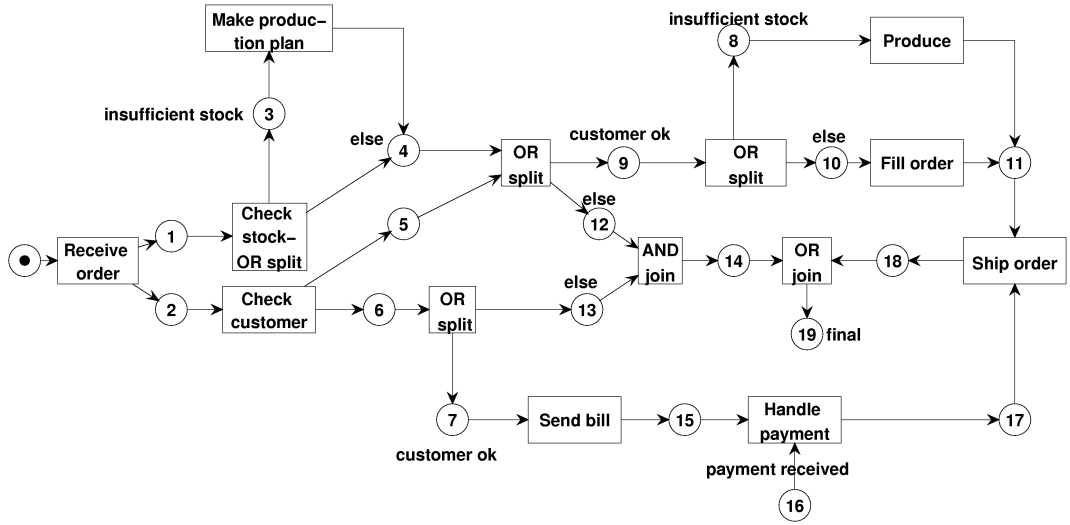 Make produc–
tion plan
insufficient stock
8
Produce
insufficient stock
3
else
4
OR
split
customer ok
9
OR
split
else
10
Fill order
11
Receive
order
1
Check
stock–
OR split
5
else
12
2
Check
customer
6
OR
split
else
13
AND
join
14
OR
join
18
Ship order
19
final
7
customer ok
Send bill
15
Handle
payment
17
payment received
16